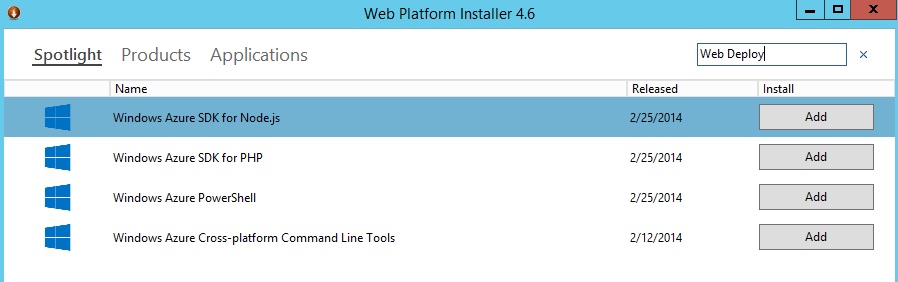 Web Platform Installer 4.6
Spotlight Products Applications Web Deploy ×
Name Released Install
Windows Azure SDK for Node.js 2/25/2014 Add
Windows Azure SDK for PHP 2/25/2014 Add
Windows Azure PowerShell 2/25/2014 Add
Windows Azure Cross-platform Command Line Tools 2/12/2014 Add